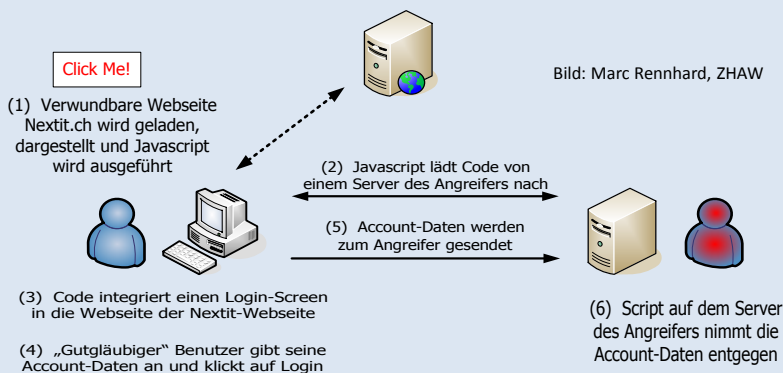 Click Me!
Bild: Marc Rennhard, ZHAW
(1) Verwundbare Webseite
Nextit.ch wird geladen,
dargestellt und Javascript
wird ausgeführt
(2) Javascript lädt Code von
einem Server des Angreifers nach
(5) Account-Daten werden
zum Angreifer gesendet
(3) Code integriert einen Login-Screen
in die Webseite der Nextit-Webseite
(4) „Gutgläubiger" Benutzer gibt seine
Account-Daten an und klickt auf Login
(6) Script auf dem Server
des Angreifers nimmt die
Account-Daten entgegen